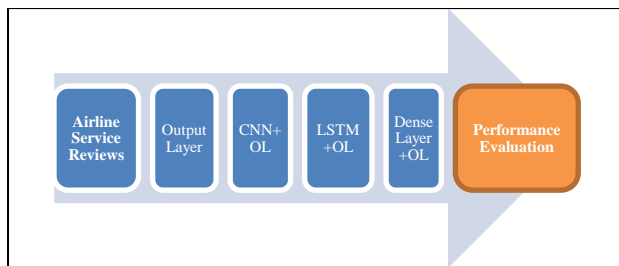 Airline
Service
Reviews
Output
Layer
CNN+
OL
LSTM
+OL
Dense
Layer
+OL
Performance
Evaluation